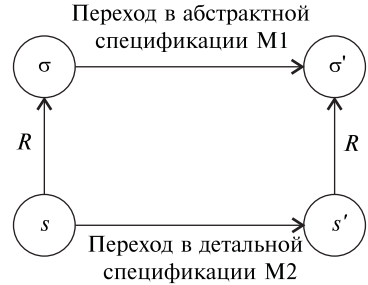 Переход в абстрактной
спецификации М1
σ
σ'
R
R
s
s'
Переход в детальной
спецификации М2